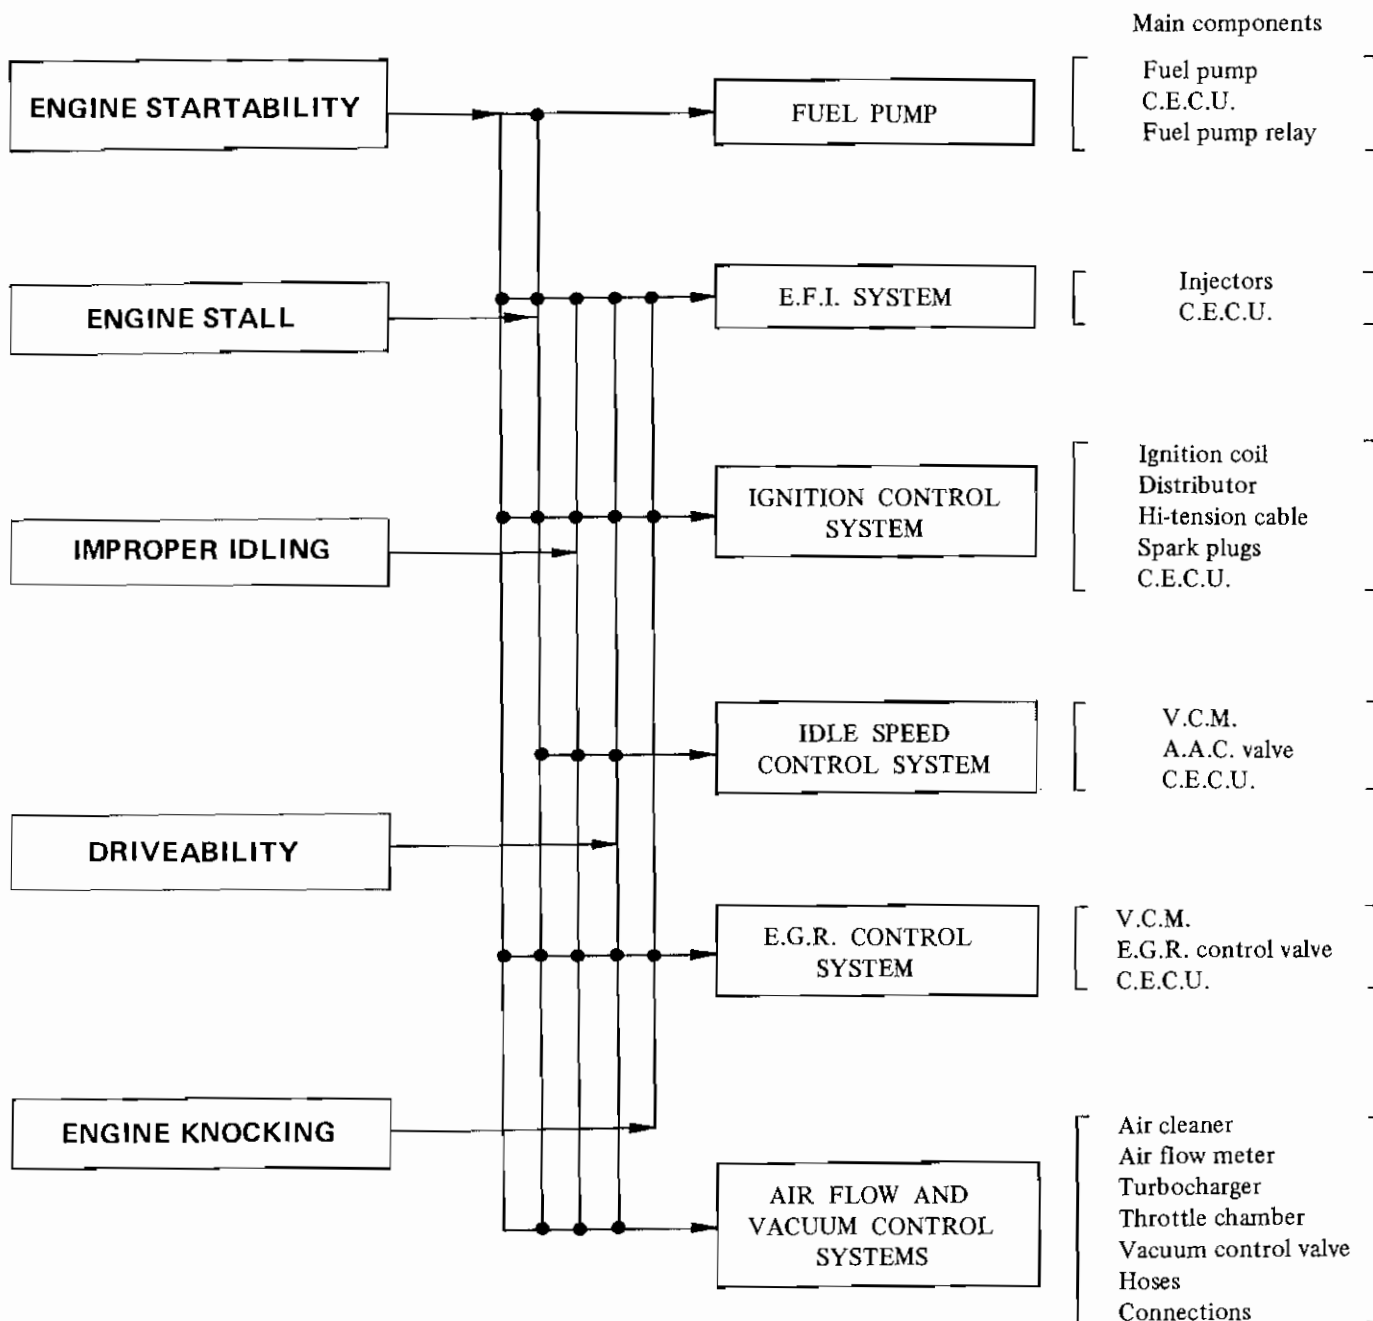 Main components
ENGINE STARTABILITY
FUEL PUMP
Fuel pump
C.E.C.U.
Fuel pump relay
ENGINE STALL
E.F.I. SYSTEM
Injectors
C.E.C.U.
IMPROPER IDLING
IGNITION CONTROL
SYSTEM
Ignition coil
Distributor
Hi-tension cable
Spark plugs
C.E.C.U.
IDLE SPEED
CONTROL SYSTEM
V.C.M.
A.A.C. valve
C.E.C.U.
DRIVEABILITY
E.G.R. CONTROL
SYSTEM
V.C.M.
E.G.R. control valve
C.E.C.U.
ENGINE KNOCKING
AIR FLOW AND
VACUUM CONTROL
SYSTEMS
Air cleaner
Air flow meter
Turbocharger
Throttle chamber
Vacuum control valve
Hoses
Connections